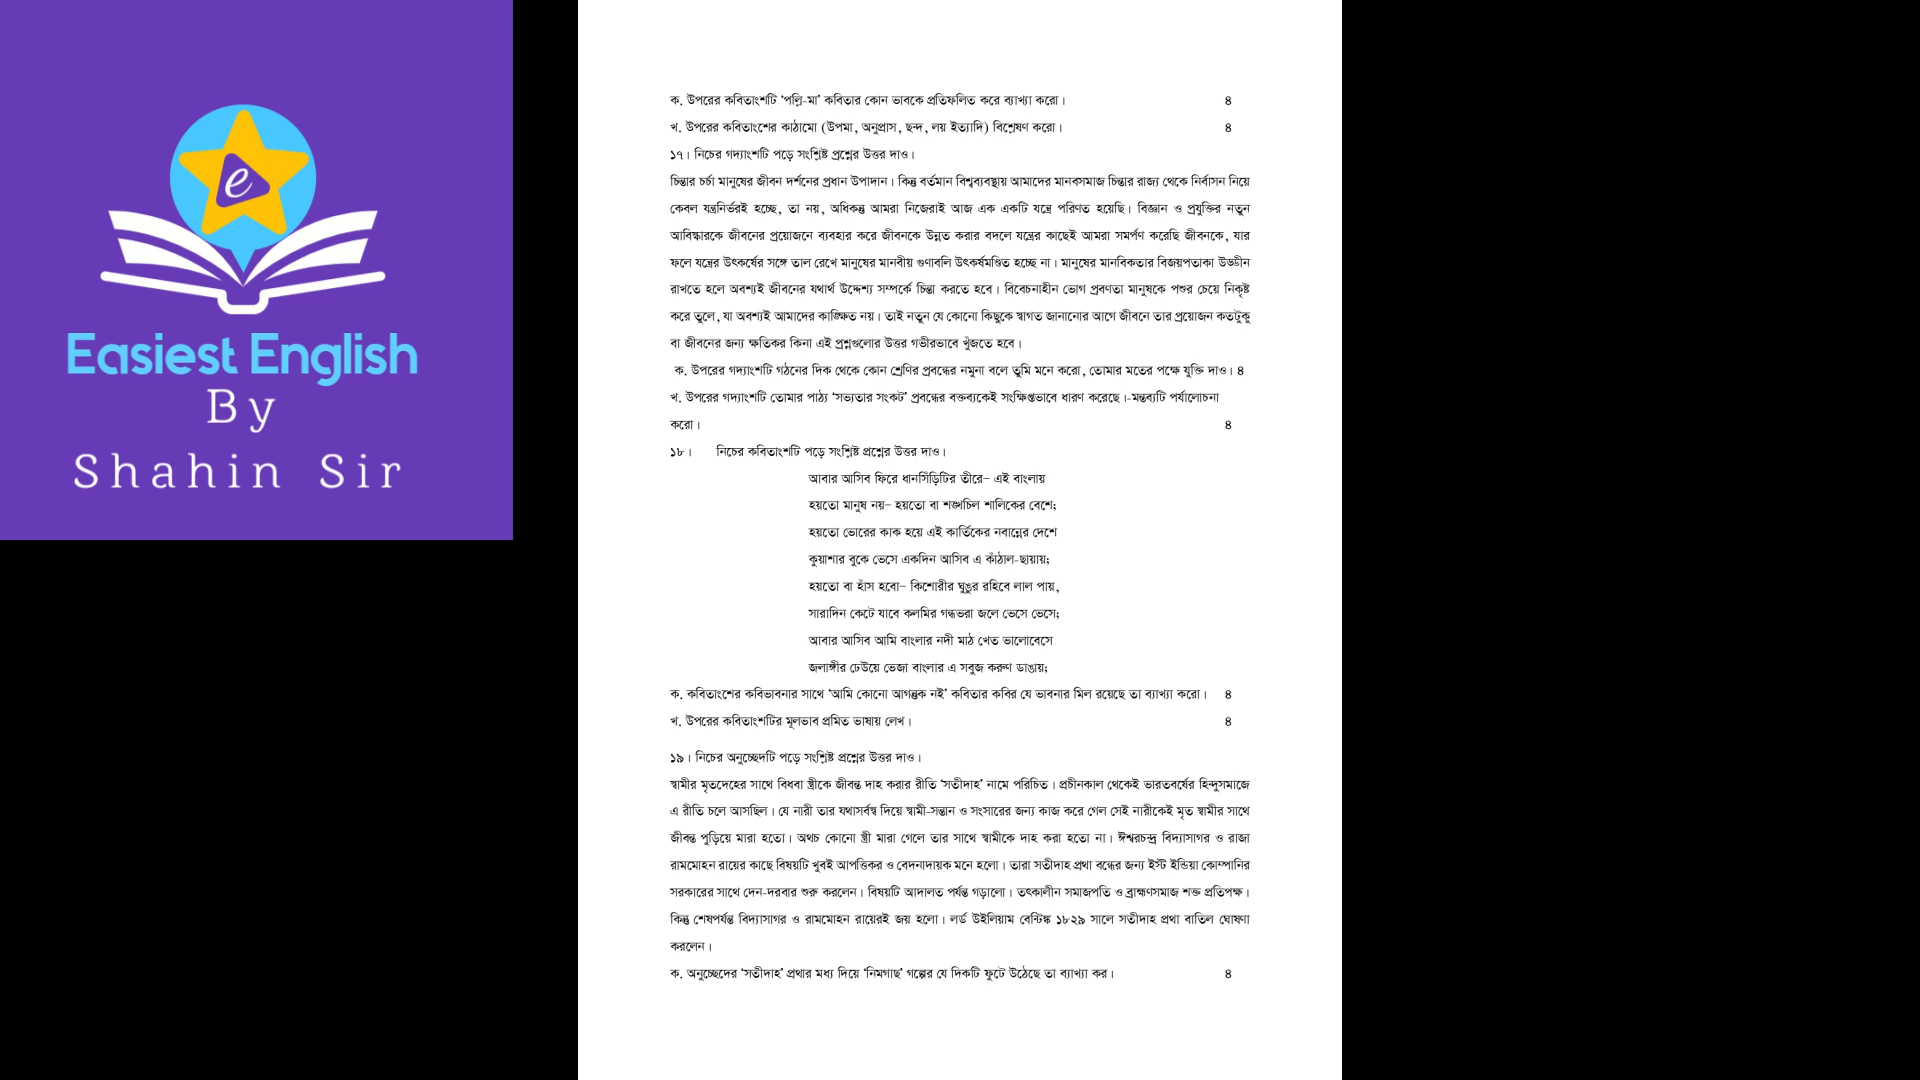 e
Easiest English
By
Shahin Sir
ক. উপরের কবিতাংশটি ‘পল্লি-মা’ কবিতার কোন ভাবকে প্রতিফলিত করে ব্যাখ্যা করো। ৪
খ. উপরের কবিতাংশের কাঠামো (উপমা, অনুপ্রাস, ছন্দ, লয় ইত্যাদি) বিশ্লেষণ করো। ৪
১৭। নিচের গদ্যাংশটি পড়ে সংশ্লিষ্ট প্রশ্নের উত্তর দাও।
চিন্তার চর্চা মানুষের জীবন দর্শনের প্রধান উপাদান। কিন্তু বর্তমান বিশ্বব্যবস্থায় আমাদের মানবসমাজ চিন্তার রাজ্য থেকে নির্বাসন নিয়ে
কেবল যন্ত্রনির্ভরই হচ্ছে, তা নয়, অধিকন্তু আমরা নিজেরাই আজ এক একটি যন্ত্রে পরিণত হয়েছি। বিজ্ঞান ও প্রযুক্তির নতুন
আবিষ্কারকে জীবনের প্রয়োজনে ব্যবহার করে জীবনকে উন্নত করার বদলে যন্ত্রের কাছেই আমরা সমর্পণ করেছি জীবনকে, যার
ফলে যন্ত্রের উৎকর্ষের সঙ্গে তাল রেখে মানুষের মানবীয় গুণাবলি উৎকর্ষমণ্ডিত হচ্ছে না। মানুষের মানবিকতার বিজয়পতাকা উড্ডীন
রাখতে হলে অবশ্যই জীবনের যথার্থ উদ্দেশ্য সম্পর্কে চিন্তা করতে হবে। বিবেচনাহীন ভোগ প্রবণতা মানুষকে পশুর চেয়ে নিকৃষ্ট
করে তুলে, যা অবশ্যই আমাদের কাঙ্ক্ষিত নয়। তাই নতুন যে কোনো কিছুকে স্বাগত জানানোর আগে জীবনে তার প্রয়োজন কতটুকু
বা জীবনের জন্য ক্ষতিকর কিনা এই প্রশ্নগুলোর উত্তর গভীরভাবে খুঁজতে হবে।
ক. উপরের গদ্যাংশটি গঠনের দিক থেকে কোন শ্রেণির প্রবন্ধের নমুনা বলে তুমি মনে করো, তোমার মতের পক্ষে যুক্তি দাও। ৪
খ. উপরের গদ্যাংশটি তোমার পাঠ্য ‘সভ্যতার সংকট’ প্রবন্ধের বক্তব্যকেই সংক্ষিপ্তভাবে ধারণ করেছে।-মন্তব্যটি পর্যালোচনা
করো। ৪
১৮। নিচের কবিতাংশটি পড়ে সংশ্লিষ্ট প্রশ্নের উত্তর দাও।
আবার আসিব ফিরে ধানসিঁড়িটির তীরে– এই বাংলায়
হয়তো মানুষ নয়– হয়তো বা শঙ্খচিল শালিকের বেশে;
হয়তো ভোরের কাক হয়ে এই কার্তিকের নবান্নের দেশে
কুয়াশার বুকে ভেসে একদিন আসিব এ কাঁঠাল-ছায়ায়;
হয়তো বা হাঁস হবো– কিশোরীর ঘুঙুর রহিবে লাল পায়,
সারাদিন কেটে যাবে কলমির গন্ধভরা জলে ভেসে ভেসে;
আবার আসিব আমি বাংলার নদী মাঠ খেত ভালোবেসে
জলাঙ্গীর ঢেউয়ে ভেজা বাংলার এ সবুজ করুণ ডাঙায়;
ক. কবিতাংশের কবিভাবনার সাথে ‘আমি কোনো আগন্তুক নই’ কবিতার কবির যে ভাবনার মিল রয়েছে তা ব্যাখ্যা করো। ৪
খ. উপরের কবিতাংশটির মূলভাব প্রমিত ভাষায় লেখ। ৪
১৯। নিচের অনুচ্ছেদটি পড়ে সংশ্লিষ্ট প্রশ্নের উত্তর দাও।
স্বামীর মৃতদেহের সাথে বিধবা স্ত্রীকে জীবন্ত দাহ করার রীতি ‘সতীদাহ’ নামে পরিচিত। প্রচীনকাল থেকেই ভারতবর্ষের হিন্দুসমাজে
এ রীতি চলে আসছিল। যে নারী তার যথাসর্বস্ব দিয়ে স্বামী-সন্তান ও সংসারের জন্য কাজ করে গেল সেই নারীকেই মৃত স্বামীর সাথে
জীবন্ত পুড়িয়ে মারা হতো। অথচ কোনো স্ত্রী মারা গেলে তার সাথে স্বামীকে দাহ করা হতো না। ঈশ্বরচন্দ্র বিদ্যাসাগর ও রাজা
রামমোহন রায়ের কাছে বিষয়টি খুবই আপত্তিকর ও বেদনাদায়ক মনে হলো। তারা সতীদাহ প্রথা বন্ধের জন্য ইস্ট ইন্ডিয়া কোম্পানির
সরকারের সাথে দেন-দরবার শুরু করলেন। বিষয়টি আদালত পর্যন্ত গড়ালো। তৎকালীন সমাজপতি ও ব্রাহ্মণসমাজ শক্ত প্রতিপক্ষ।
কিন্তু শেষপর্যন্ত বিদ্যাসাগর ও রামমোহন রায়েরই জয় হলো। লর্ড উইলিয়াম বেন্টিঙ্ক ১৮২৯ সালে সতীদাহ প্রথা বাতিল ঘোষণা
করলেন।
ক. অনুচ্ছেদের ‘সতীদাহ’ প্রথার মধ্য দিয়ে ‘নিমগাছ’ গল্পের যে দিকটি ফুটে উঠেছে তা ব্যাখ্যা কর। ৪